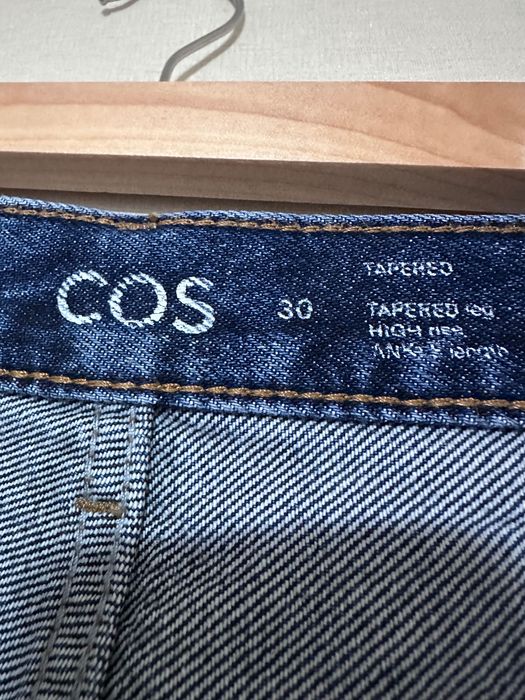 COS
30
TAPERED
TAPERED leg
HIGH rise
ANKLE length